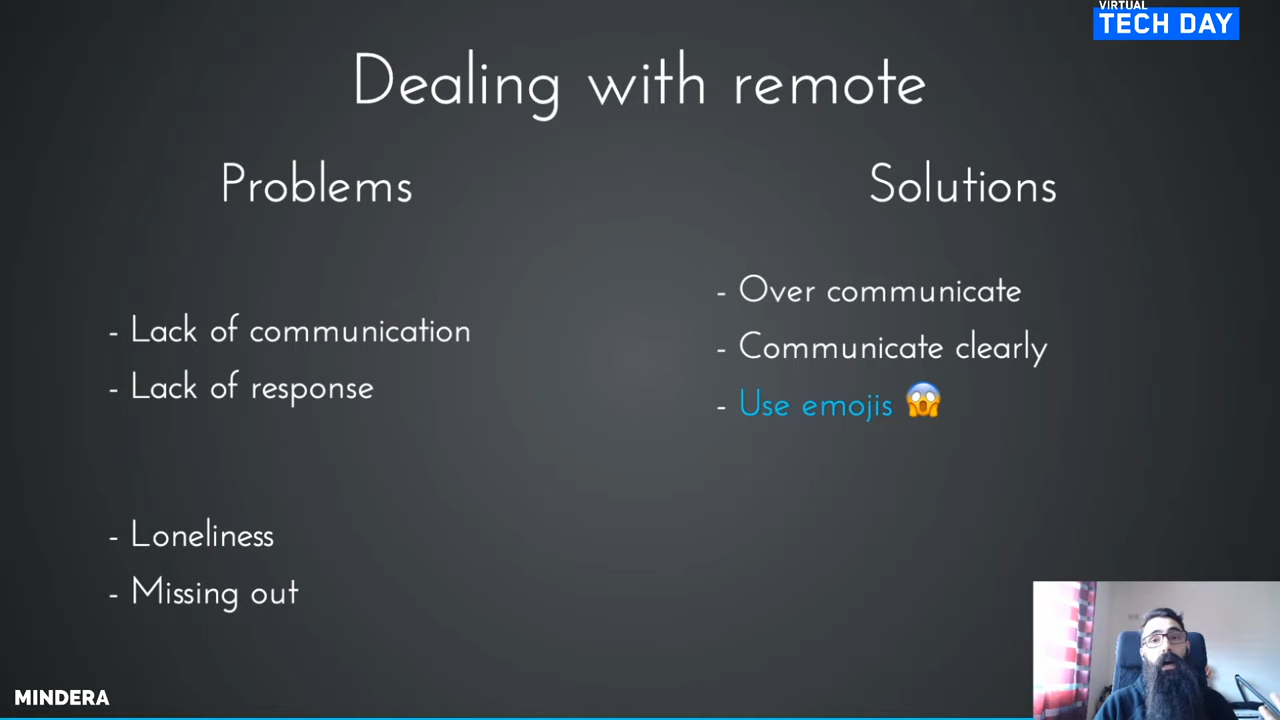 VIRTUAL
TECH DAY
Dealing with remote
Problems
Solutions
- Lack of communication
- Lack of response
- Loneliness
- Missing out
- Over communicate
- Communicate clearly
- Use emojis 😱
MINDERA